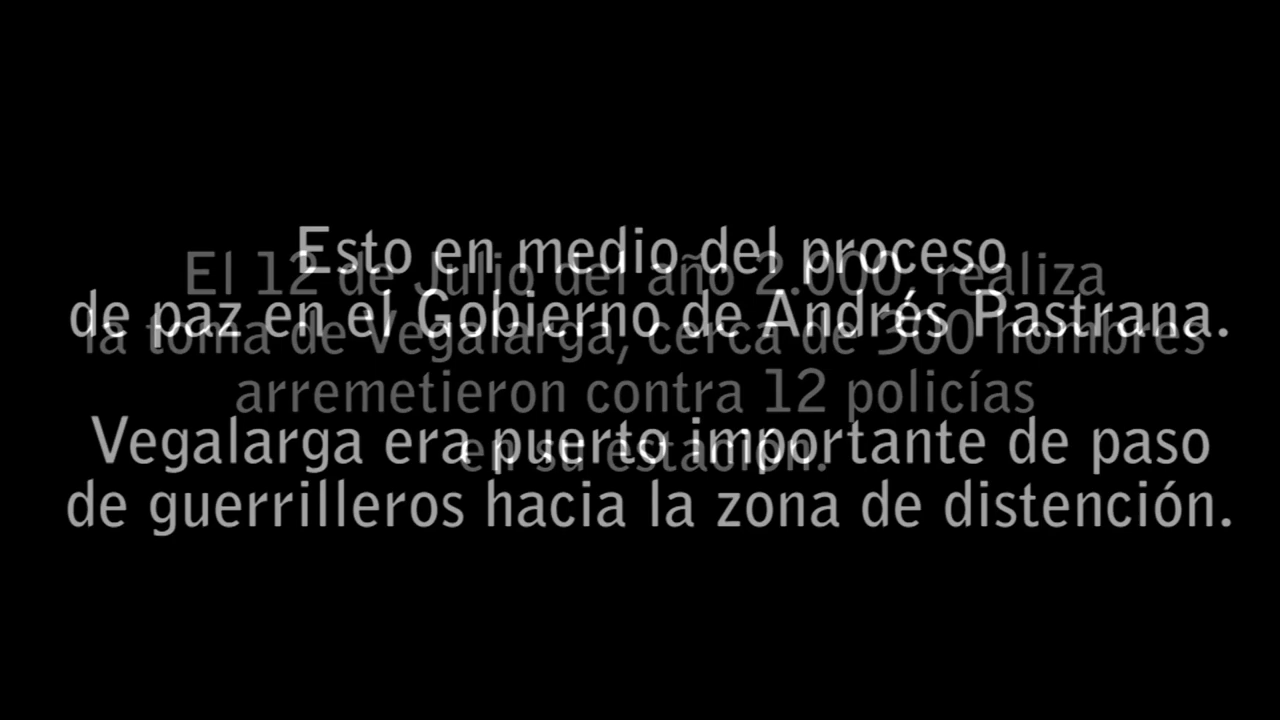 Esto en medio del proceso
de paz en el Gobierno de Andrés Pastrana.
Vegalarga era puerto importante de paso
de guerrilleros hacia la zona de distención.
El 12 de Julio del año 2.000, realiza
la toma de Vegalarga, cerca de 300 hombres
arremetieron contra 12 policías
en su estación.